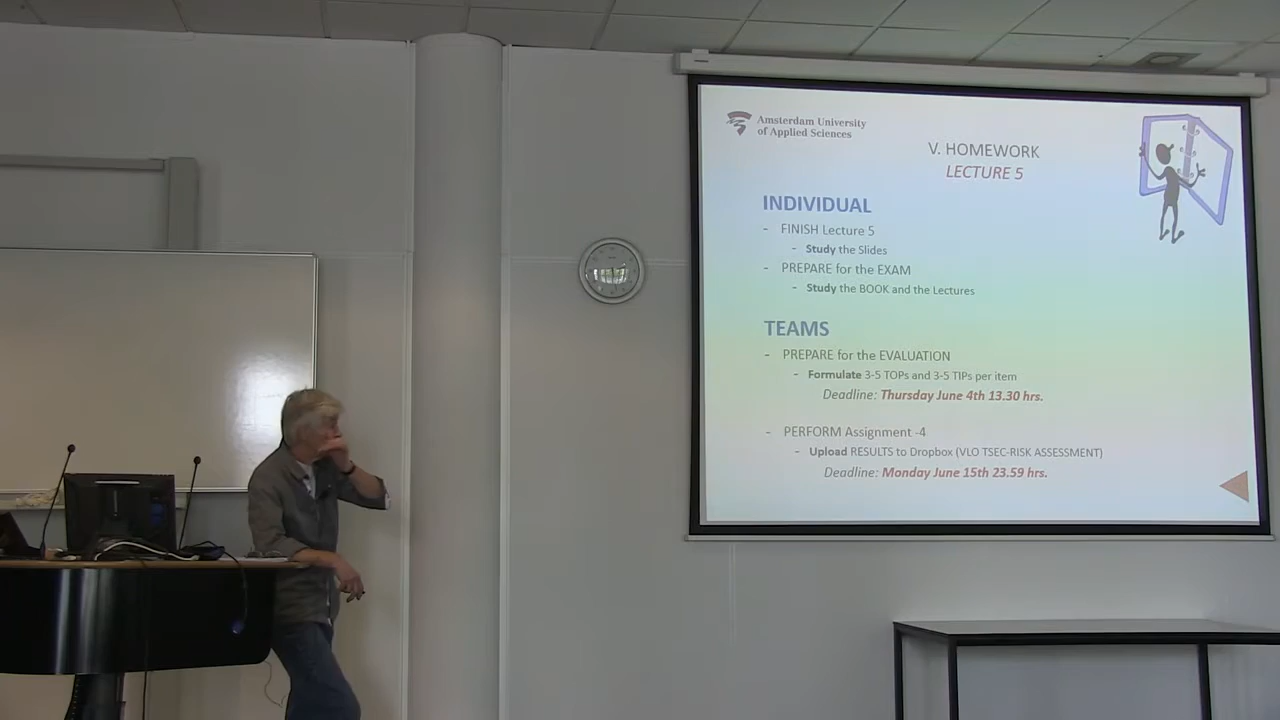 Amsterdam University
of Applied Sciences
V. HOMEWORK
LECTURE 5
INDIVIDUAL
- FINISH Lecture 5
- Study the Slides
- PREPARE for the EXAM
- Study the BOOK and the Lectures
TEAMS
- PREPARE for the EVALUATION
- Formulate 3-5 TOPs and 3-5 TIPs per item
Deadline: Thursday June 4th 13.30 hrs.
- PERFORM Assignment -4
- Upload RESULTS to Dropbox (VLO TSEC-RISK ASSESSMENT)
Deadline: Monday June 15th 23.59 hrs.